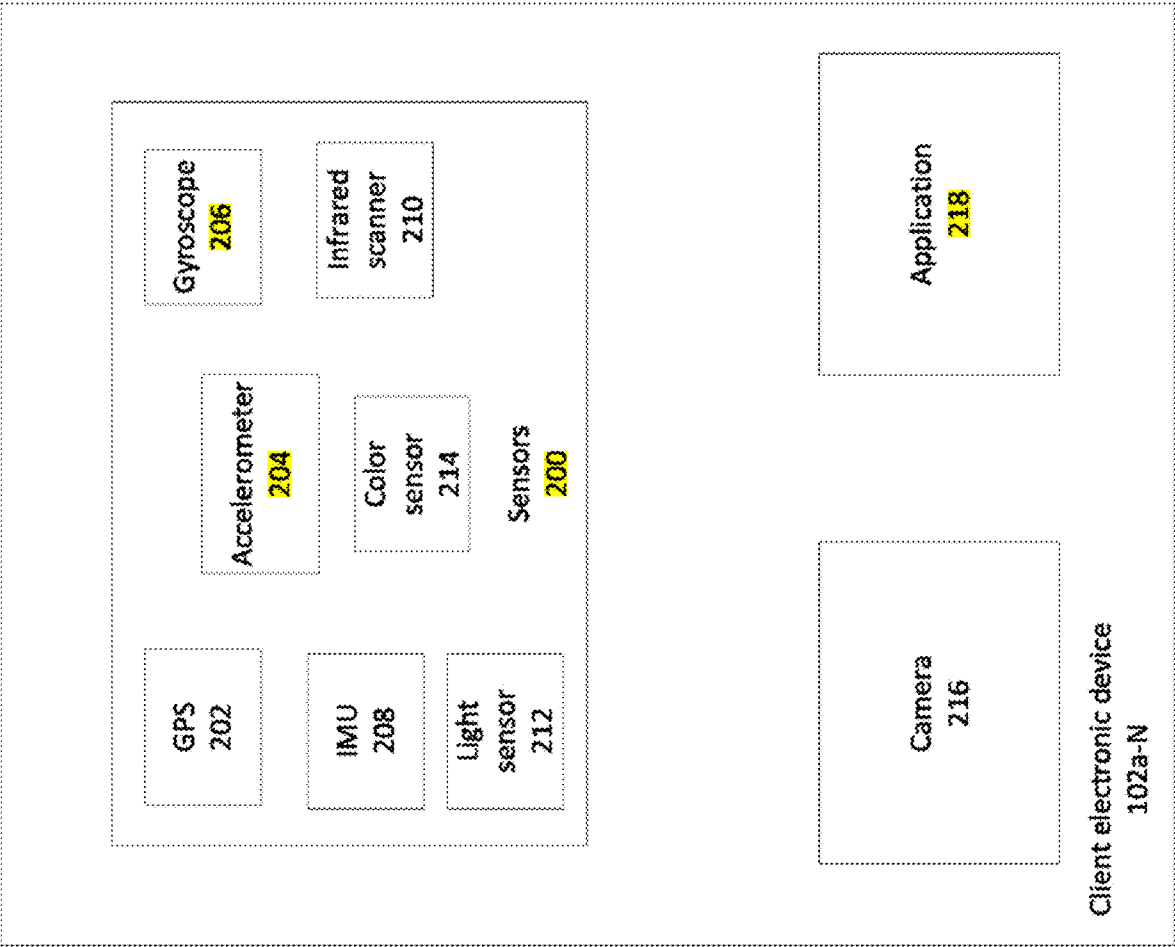 GPS
202
Accelerometer
204
Gyroscope
206
IMU
208
Color
sensor
214
Infrared
scanner
210
Light
sensor
212
Sensors
200
Camera
216
Application
218
Client electronic device
102a-N